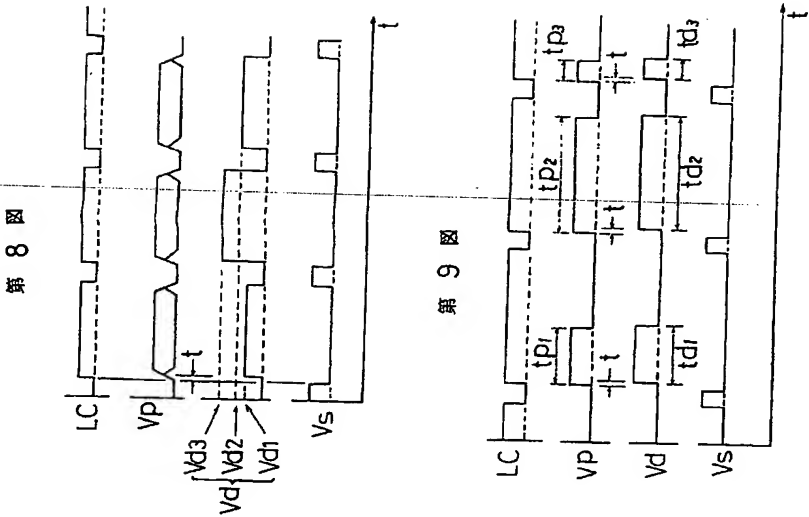 第 8 図
LC
Vp
t
Vd3
Vd2
Vd1
Vd
Vs
t
第 9 図
LC
Vp
tp1
tp2
tp3
t
t
t
Vd
td1
td2
td3
Vs
t